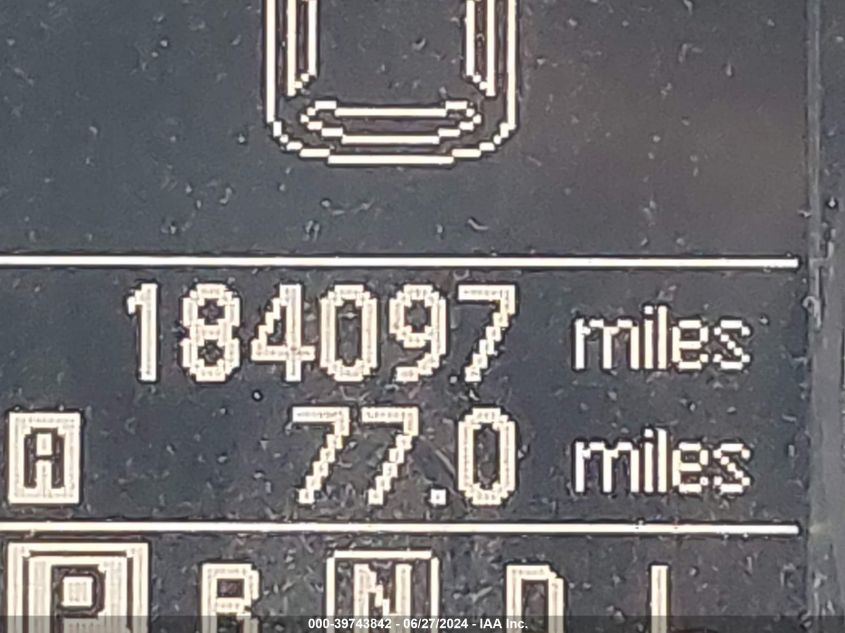 184097 miles
A 77.0 miles
P R N D L
000-39743842 - 06/27/2024 - IAA Inc.